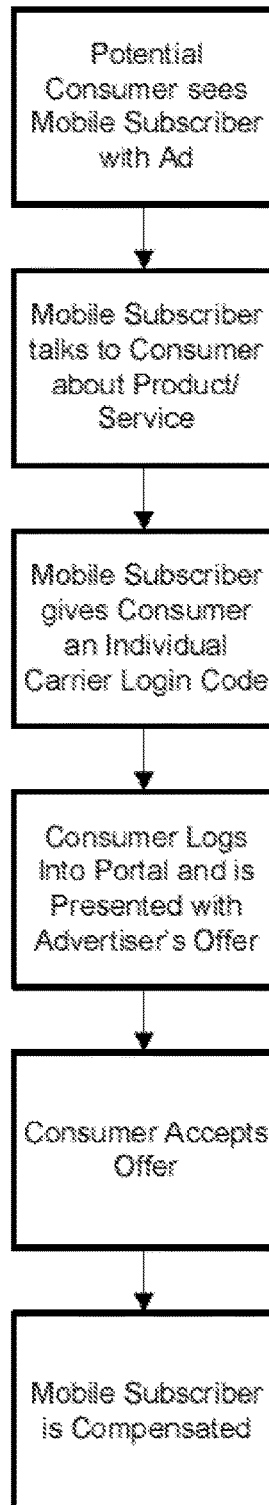 Potential
Consumer sees
Mobile Subscriber
with Ad
Mobile Subscriber
talks to Consumer
about Product/
Service
Mobile Subscriber
gives Consumer
an Individual
Carrier Login Code
Consumer Logs
Into Portal and is
Presented with
Advertiser's Offer
Consumer Accepts
Offer
Mobile Subscriber
is Compensated